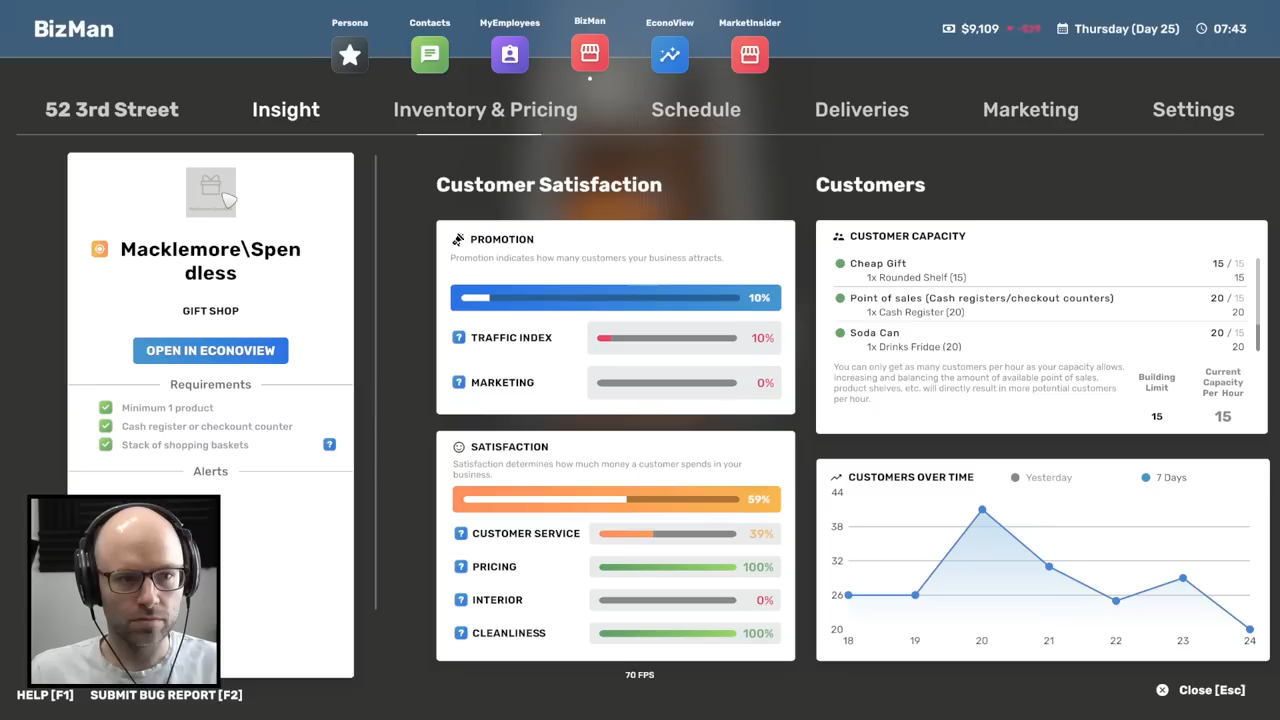 BizMan
Persona
Contacts
MyEmployees
BizMan
EconoView
MarketInsider
$9,109
Thursday (Day 25)
07:43
52 3rd Street
Insight
Inventory & Pricing
Schedule
Deliveries
Marketing
Settings
Macklemore\Spen
dless
GIFT SHOP
OPEN IN ECONOVIEW
Requirements
Minimum 1 product
Cash register or checkount counter
Stack of shopping baskets
?
Alerts
Customer Satisfaction
PROMOTION
Promotion indicates how many customers your business attracts.
10%
? TRAFFIC INDEX 10%
? MARKETING 0%
SATISFACTION
Satisfaction determines how much money a customer spends in your
business.
59%
? CUSTOMER SERVICE 39%
? PRICING 100%
? INTERIOR 0%
? CLEANLINESS 100%
Customers
CUSTOMER CAPACITY
Cheap Gift 15 / 15
1x Rounded Shelf (15) 15
Point of sales (Cash registers/checkout counters) 20 / 15
1x Cash Register (20) 20
Soda Can 20 / 15
1x Drinks Fridge (20) 20
You can only get as many customers per hour as your capacity allows.
increasing and balancing the amount of available point of sales,
product shelves, etc. will directly result in more potential customers
per hour.
Building
Limit
15
Current
Capacity
Per Hour
15
CUSTOMERS OVER TIME
Yesterday
7 Days
44
38
32
26
20
18 19 20 21 22 23 24
70 FPS
HELP [F1]
SUBMIT BUG REPORT [F2]
Close [Esc]